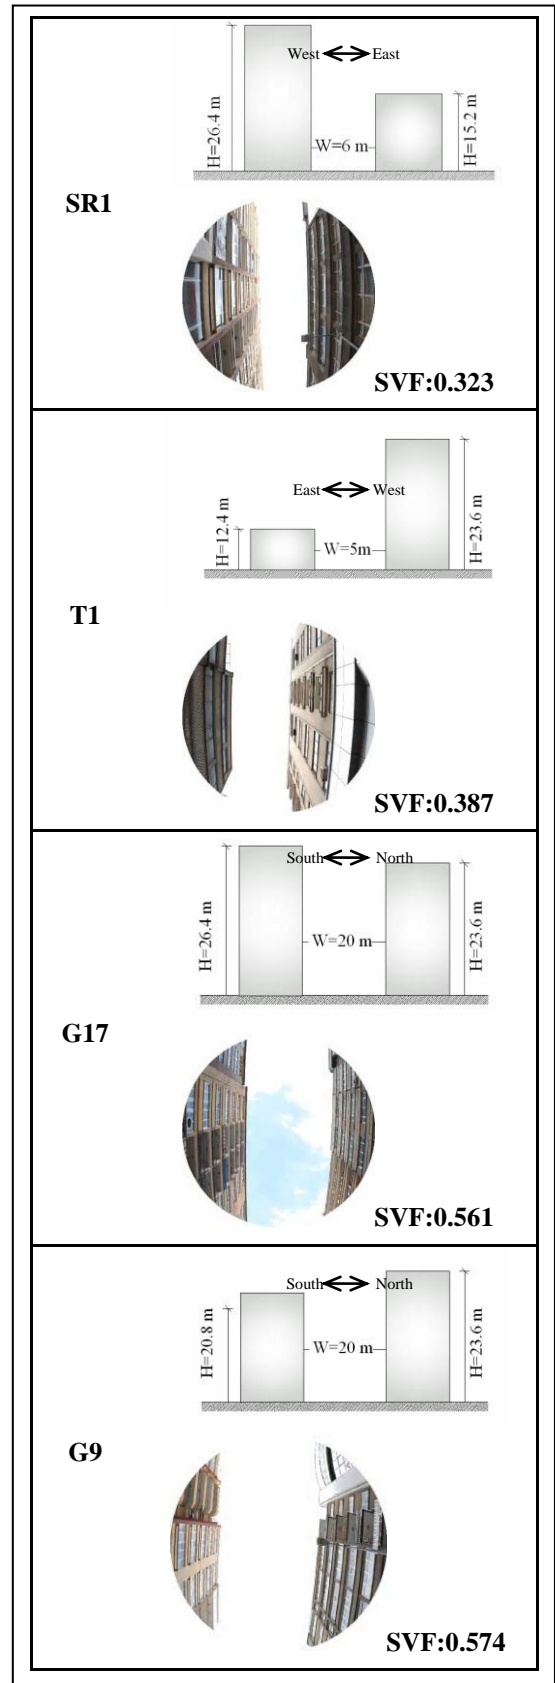 West East
H=26.4 m
W=6 m
H=15.2 m
SR1
SVF:0.323
East West
H=12.4 m
W=5m
H=23.6 m
T1
SVF:0.387
South North
H=26.4 m
W=20 m
H=23.6 m
G17
SVF:0.561
South North
H=20.8 m
W=20 m
H=23.6 m
G9
SVF:0.574